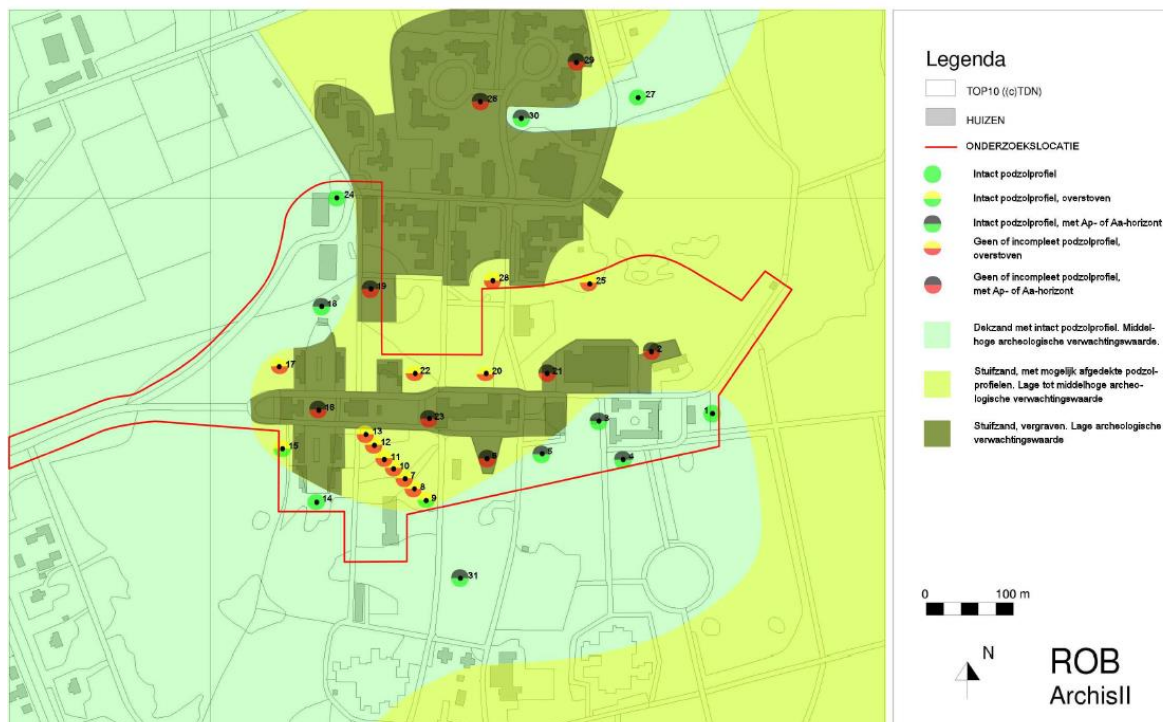 29
28
27
30
24
28
25
19
18
2
17
22
20
21
16
1
23
3
13
12
15
6
5
4
11
10
7
8
14
9
31
Legenda
TOP10 ((c)TDN)
HUIZEN
ONDERZOEKSLOCATIE
Intact podzolprofiel
Intact podzolprofiel, overstoven
Intact podzolprofiel, met Ap- of Aa-horizont
Geen of incompleet podzolprofiel,
overstoven
Geen of incompleet podzolprofiel,
met Ap- of Aa-horizont
Dekzand met intact podzolprofiel. Middel-
hoge archeologische verwachtingswaarde.
Stuifzand, met mogelijk afgedekte podzol-
profielen. Lage tot middelhoge archeo-
logische verwachtingswaarde
Stuifzand, vergraven. Lage archeologische
verwachtingswaarde
0 100 m
N
ROB
ArchisII